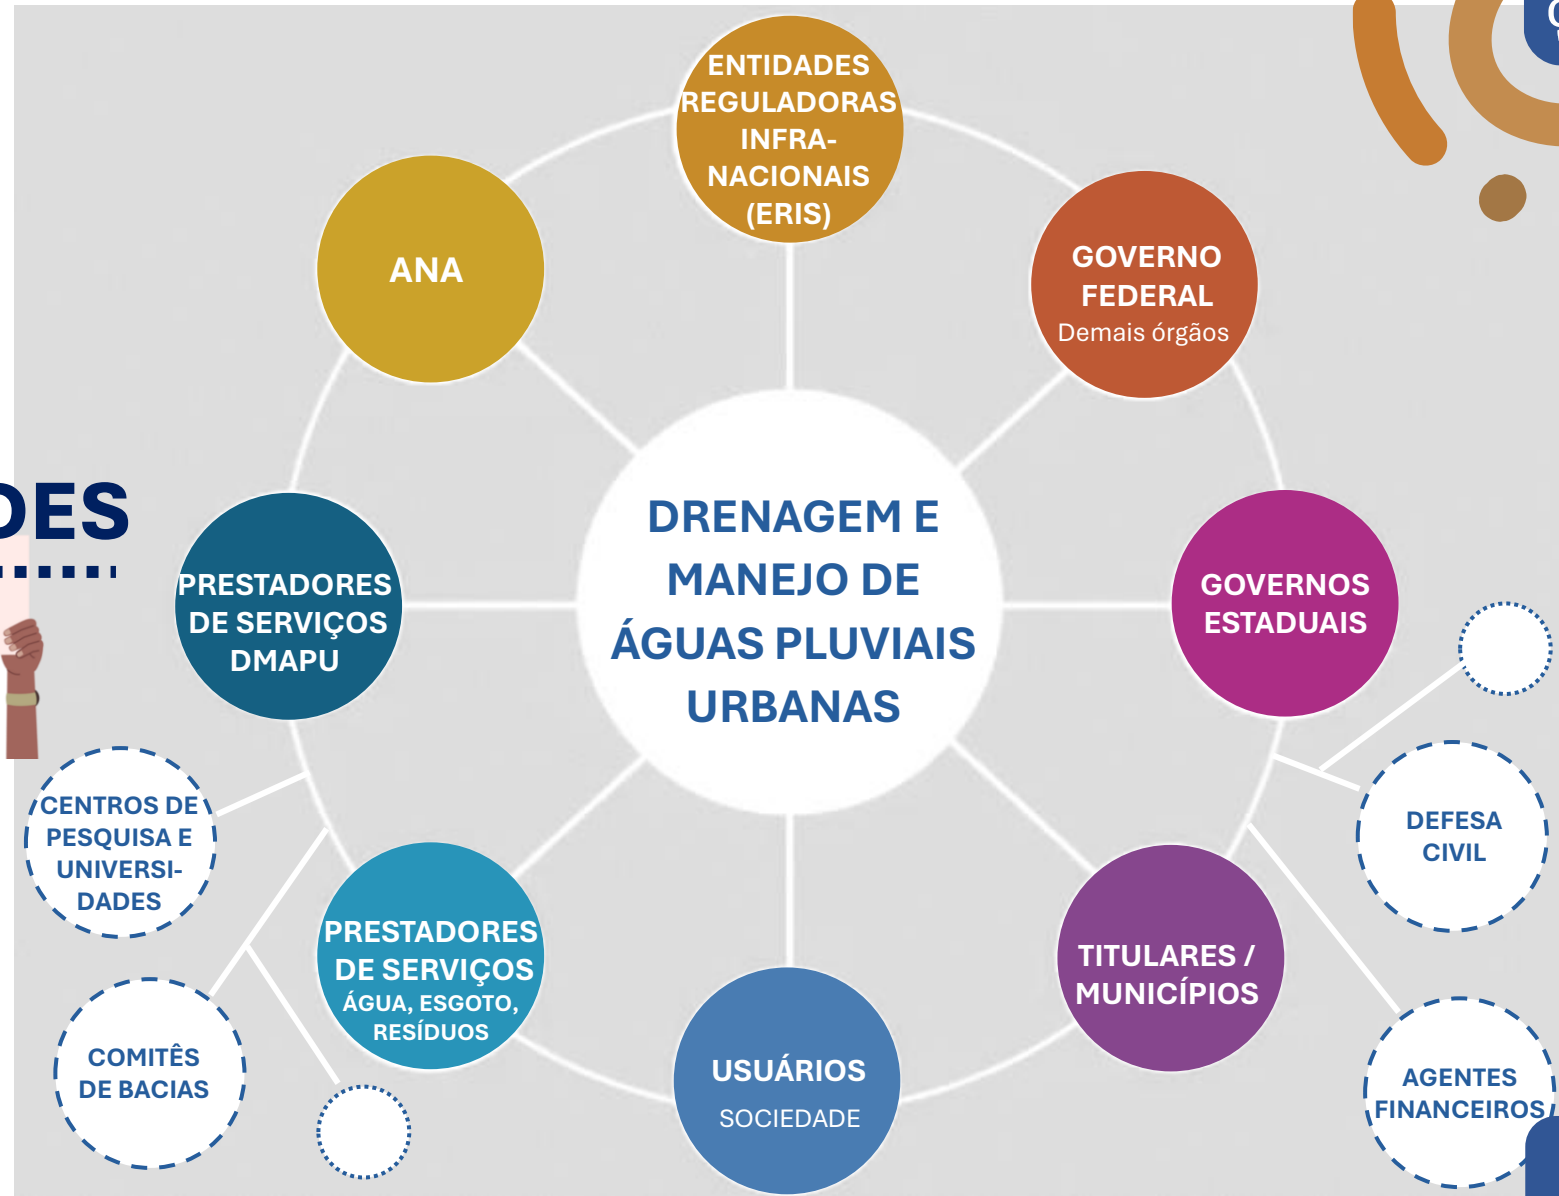 ENTIDADES
REGULADORAS
INFRA-
NACIONAIS
(ERIS)
ANA
GOVERNO
FEDERAL
Demais órgãos
DES
PRESTADORES
DE SERVIÇOS
DMAPU
DRENAGEM E
MANEJO DE
ÁGUAS PLUVIAIS
URBANAS
GOVERNOS
ESTADUAIS
CENTROS DE
PESQUISA E
UNIVERSI-
DADES
DEFESA
CIVIL
PRESTADORES
DE SERVIÇOS
ÁGUA, ESGOTO,
RESÍDUOS
TITULARES /
MUNICÍPIOS
COMITÊS
DE BACIAS
USUÁRIOS
SOCIEDADE
AGENTES
FINANCEIROS